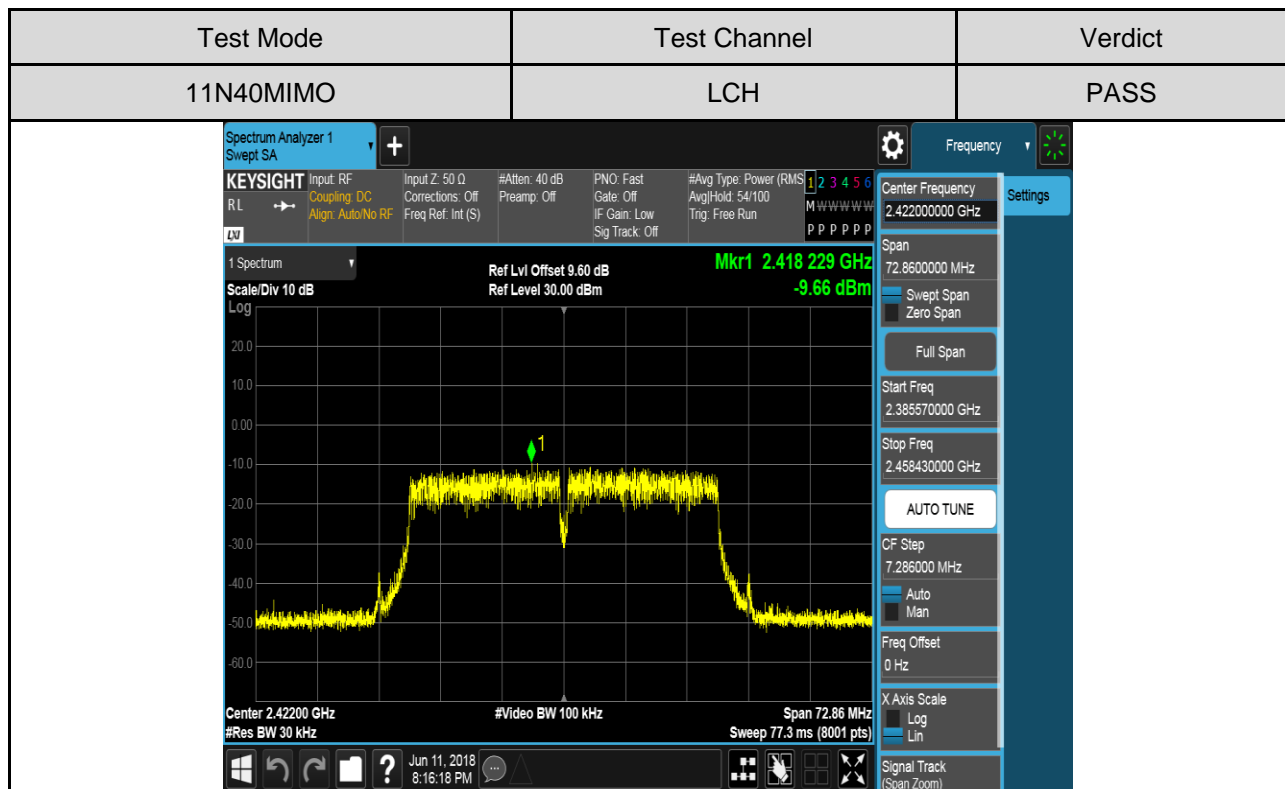 Test Mode Test Channel Verdict
11N40MIMO LCH PASS
Spectrum Analyzer 1
Swept SA
Frequency
KEYSIGHT Input: RF Input Z: 50 Ω #Atten: 40 dB PNO: Fast #Avg Type: Power (RMS 1 2 3 4 5 6
RL Coupling: DC Corrections: Off Preamp: Off Gate: Off Avg|Hold: 54/100 M W W W W W
Align: Auto/No RF Freq Ref: Int (S) IF Gain: Low Trig: Free Run
LXI Sig Track: Off P P P P P P
1 Spectrum
Scale/Div 10 dB
Ref Lvl Offset 9.60 dB
Ref Level 30.00 dBm
Mkr1 2.418 229 GHz
-9.66 dBm
Log
20.0
10.0
0.00
-10.0
-20.0
-30.0
-40.0
-50.0
-60.0
1
Center 2.42200 GHz #Video BW 100 kHz Span 72.86 MHz
#Res BW 30 kHz Sweep 77.3 ms (8001 pts)
Jun 11, 2018
8:16:18 PM
Center Frequency
2.422000000 GHz
Settings
Span
72.8600000 MHz
Swept Span
Zero Span
Full Span
Start Freq
2.385570000 GHz
Stop Freq
2.458430000 GHz
AUTO TUNE
CF Step
7.286000 MHz
Auto
Man
Freq Offset
0 Hz
X Axis Scale
Log
Lin
Signal Track
(Span Zoom)